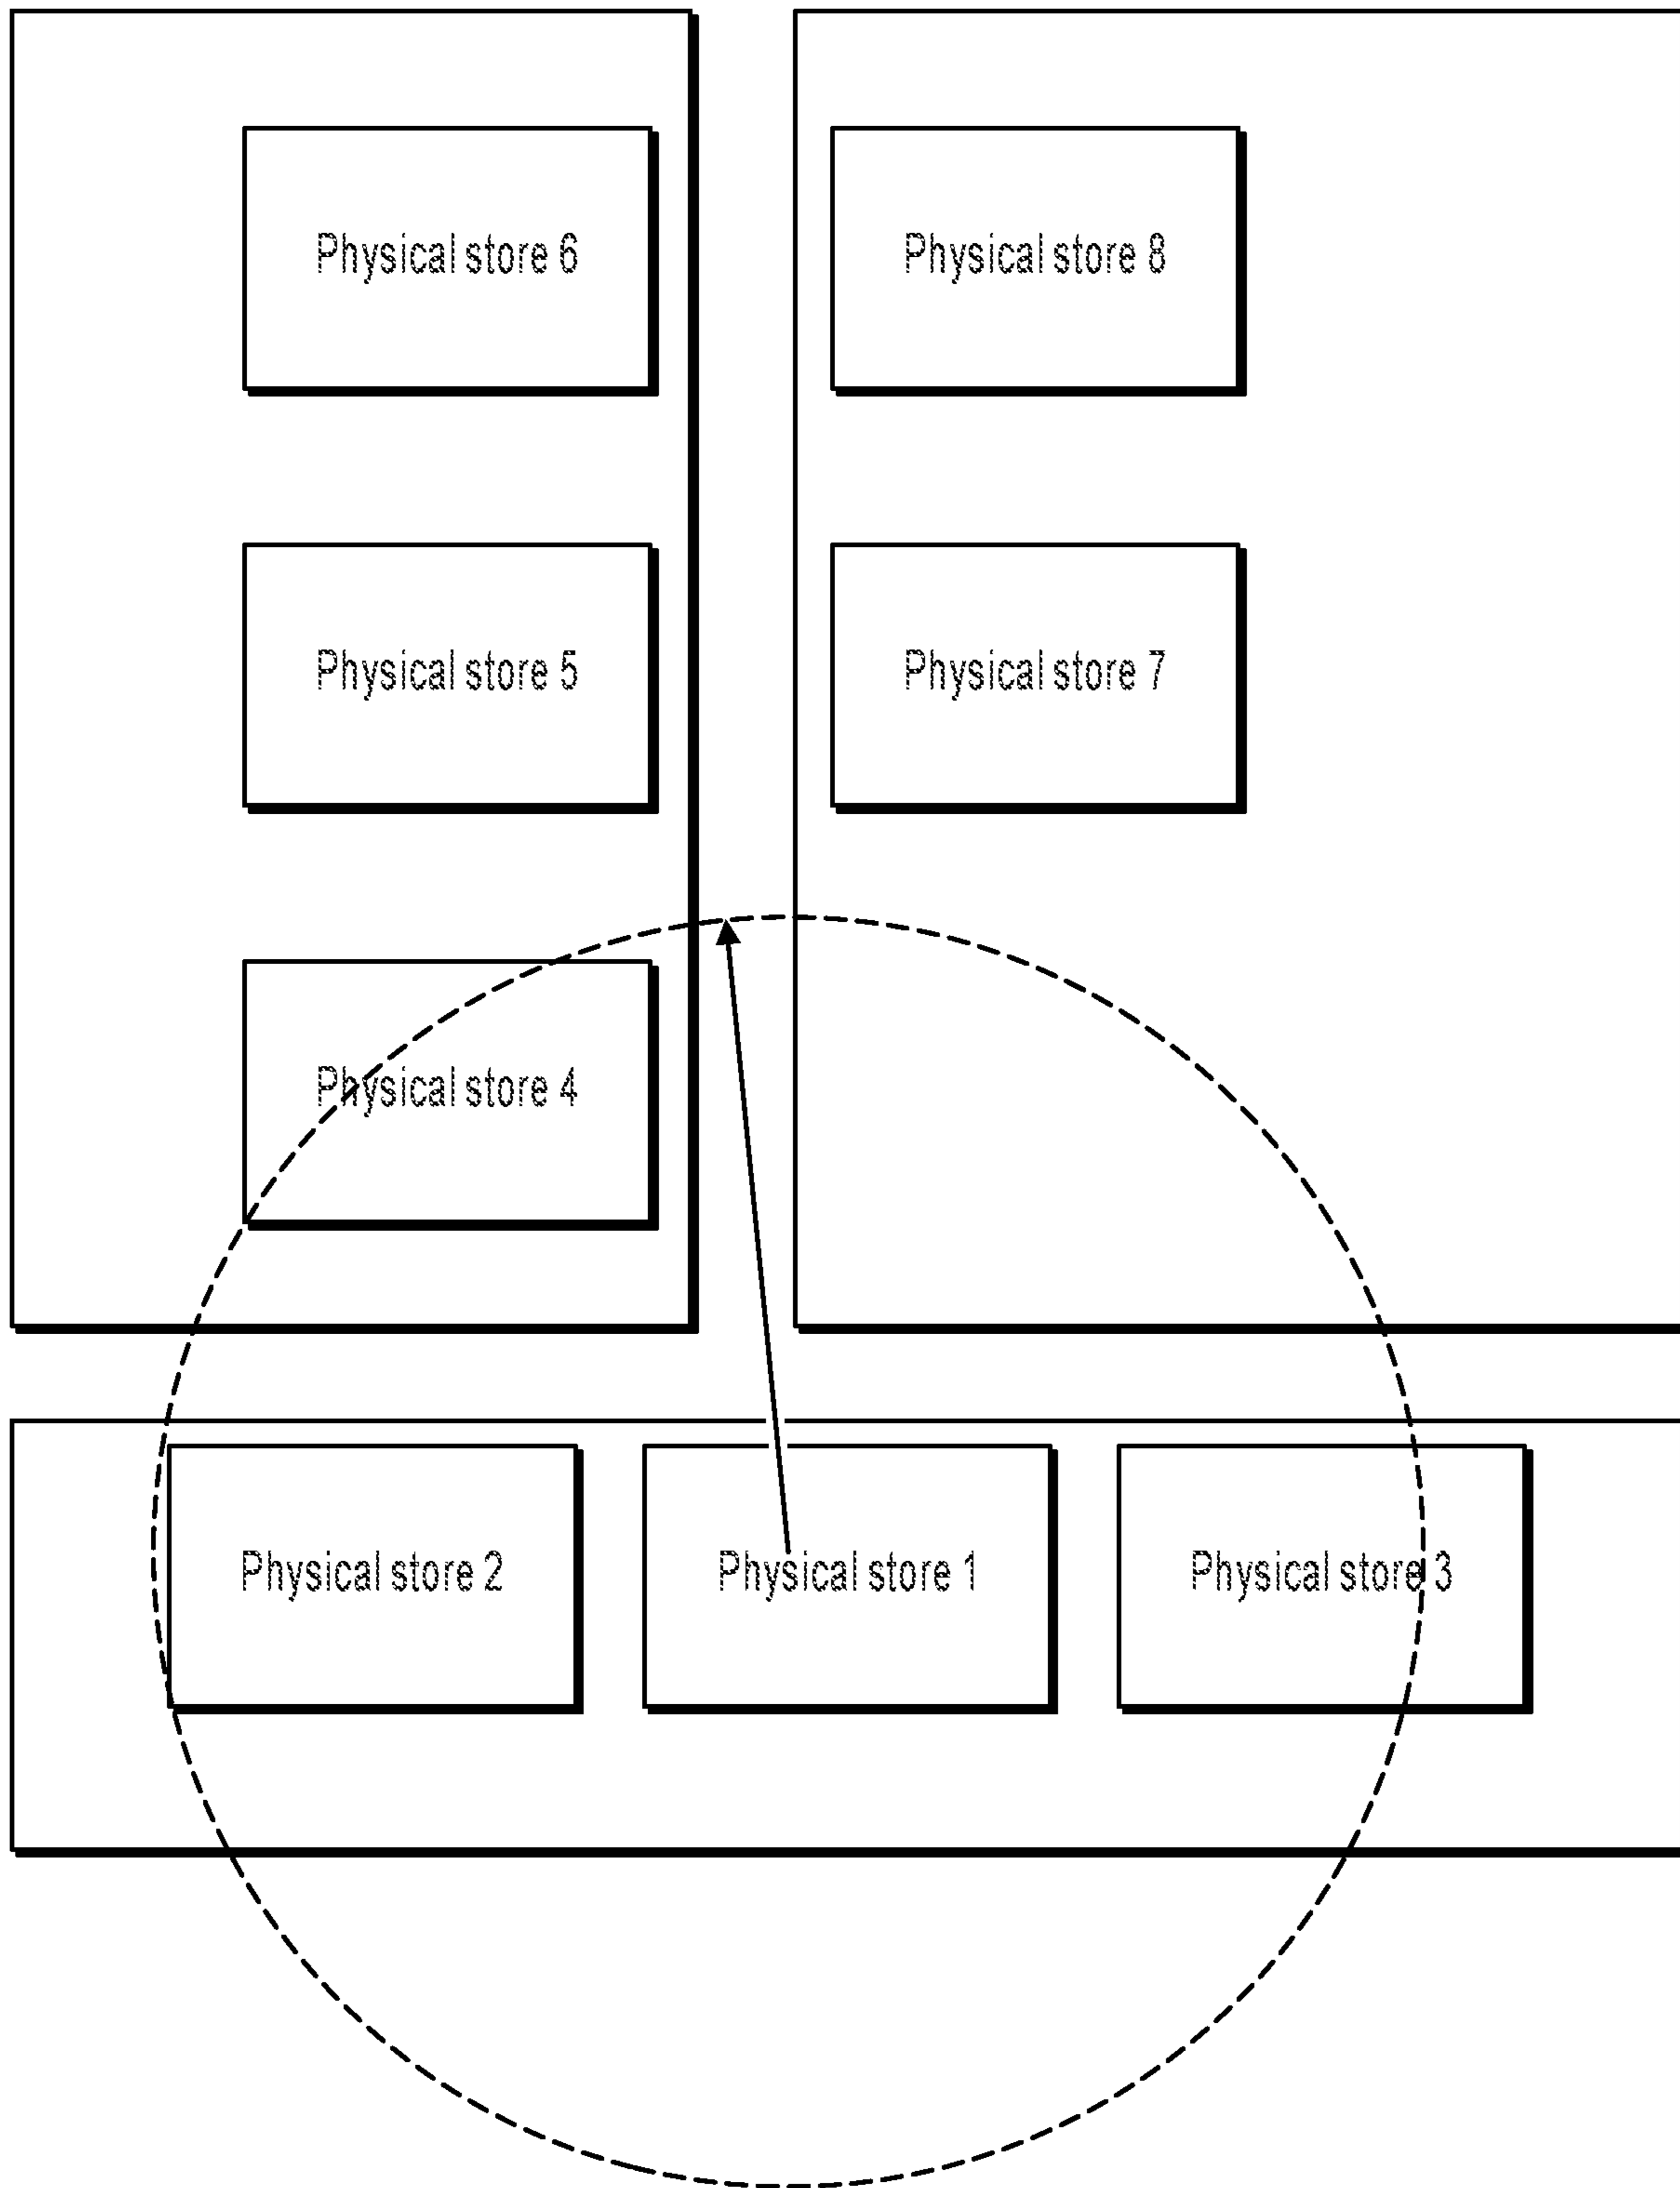 Physical store 6
Physical store 8
Physical store 5
Physical store 7
Physical store 4
Physical store 2
Physical store 1
Physical store 3